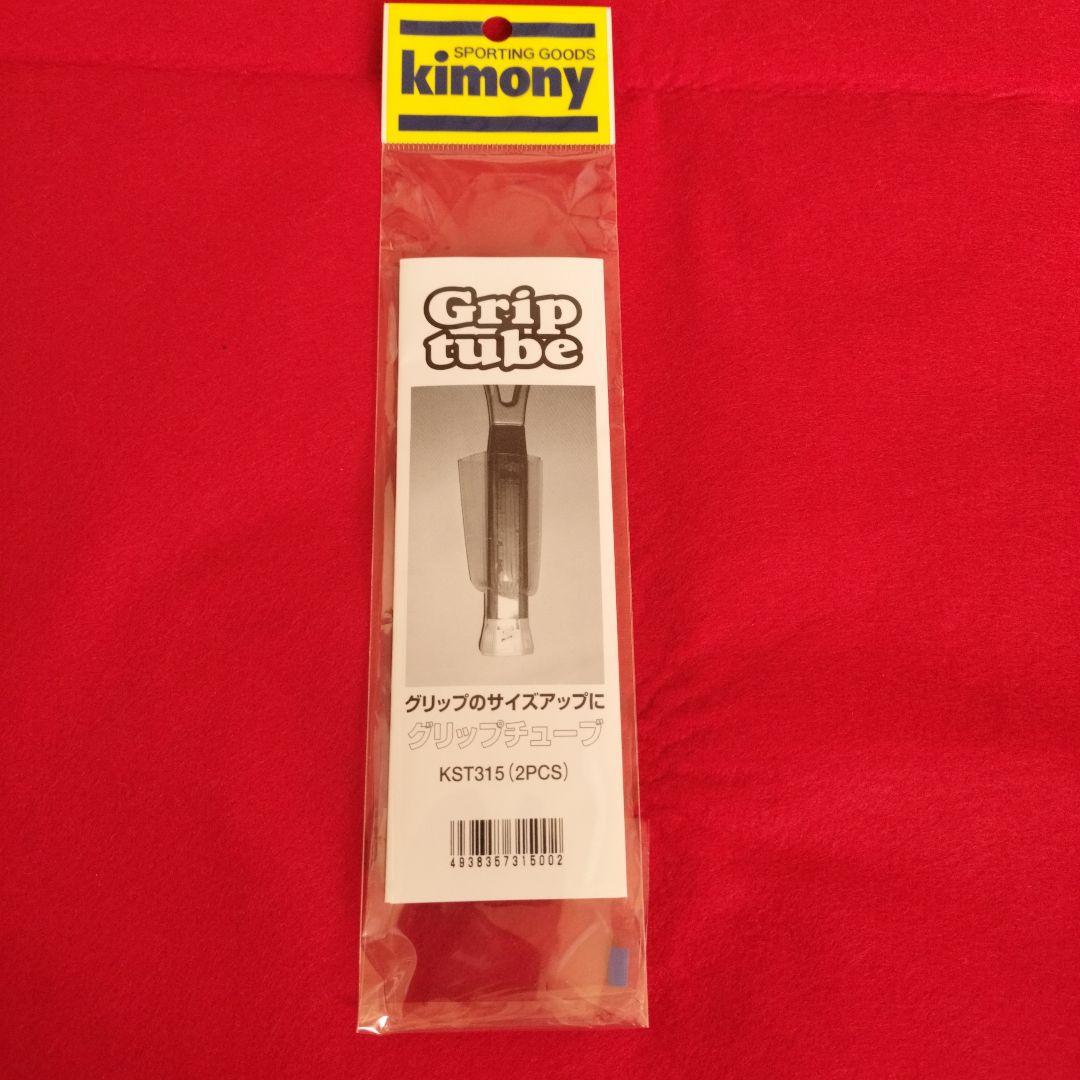 SPORTING GOODS
kimony
Grip
tube
グリップのサイズアップに
グリップチューブ
KST315(2PCS)
4938357315002